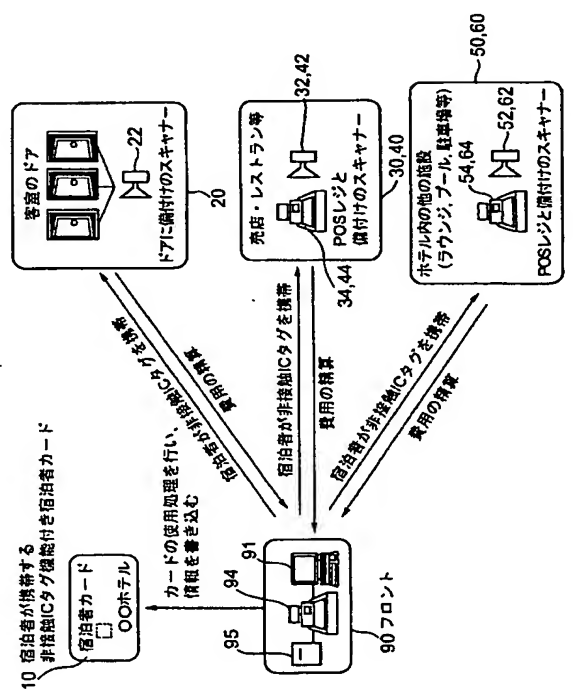 10 宿泊者が携帯する
非接触ICタグ機能付き宿泊者カード
宿泊者カード
〇〇ホテル
カードの使用処理を行い、
情報を書き込む
95
94
91
90 フロント
宿泊者が非接触ICタグを携帯
費用の精算
宿泊者が非接触ICタグを携帯
費用の精算
宿泊者が非接触ICタグを携帯
費用の精算
客室のドア
22
ドアに備付けのスキャナー
20
売店・レストラン等
32,42
34,44
POSレジと
備付けのスキャナー
30,40
ホテル内の他の施設
(ラウンジ、プール、駐車場等)
54,64
52,62
POSレジと備付けのスキャナー
50,60